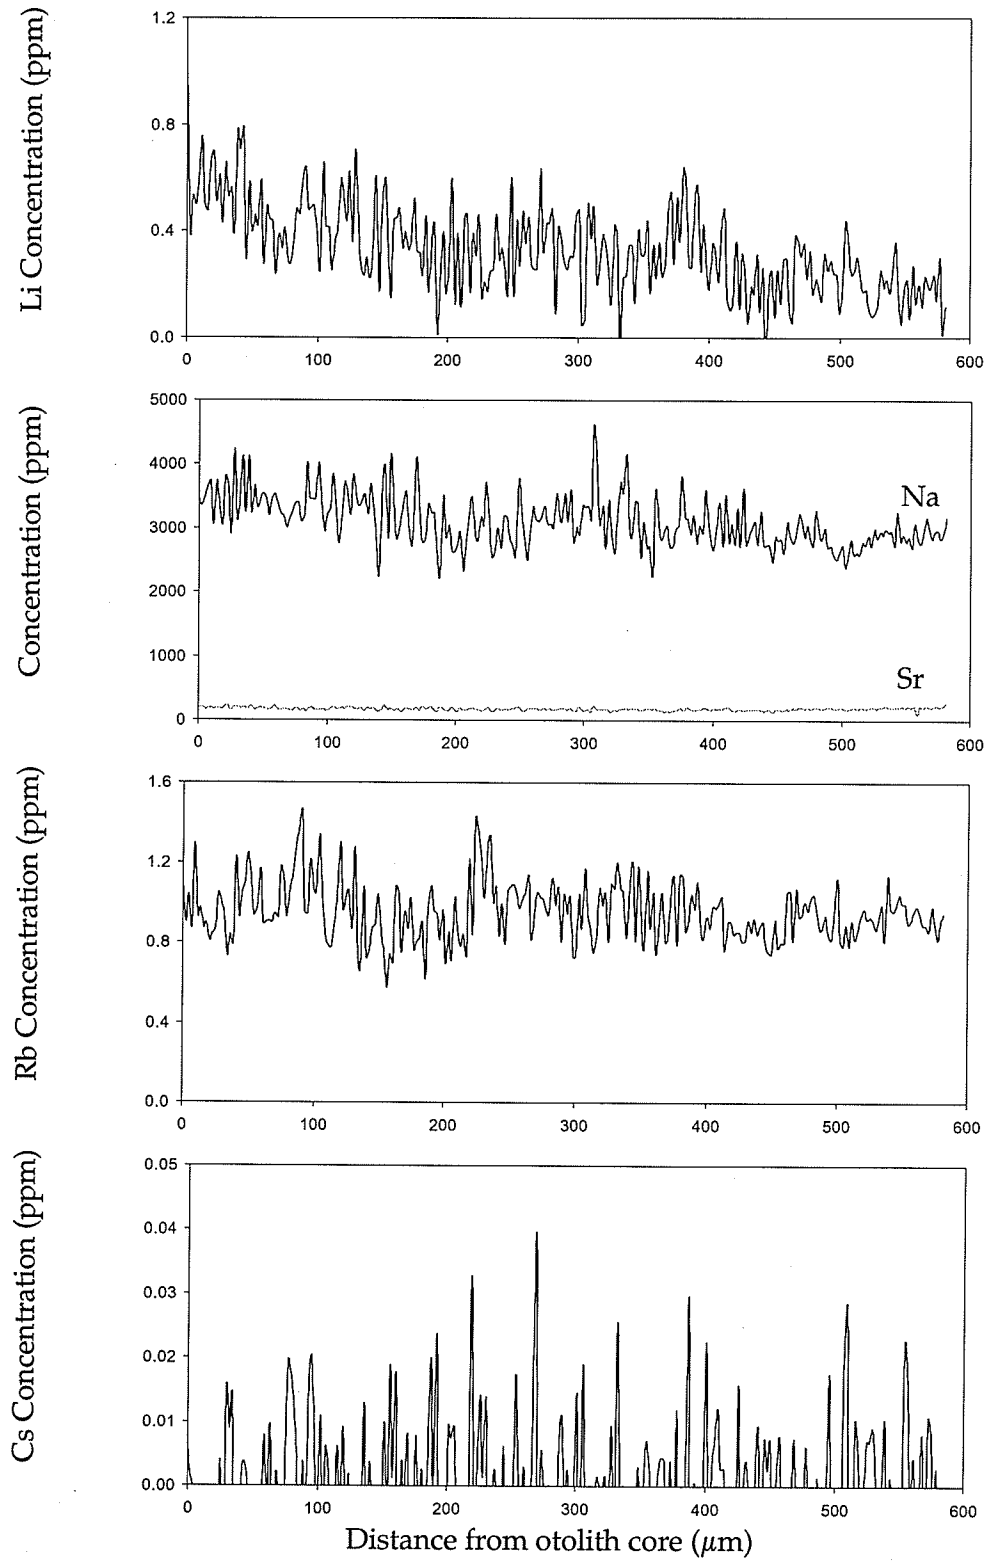 Li Concentration (ppm)
1.2
0.8
0.4
0.0
0 100 200 300 400 500 600
Concentration (ppm)
5000
4000
3000
2000
1000
0
Na
Sr
0 100 200 300 400 500 600
Rb Concentration (ppm)
1.6
1.2
0.8
0.4
0.0
0 100 200 300 400 500 600
Cs Concentration (ppm)
0.05
0.04
0.03
0.02
0.01
0.00
0 100 200 300 400 500 600
Distance from otolith core (μm)